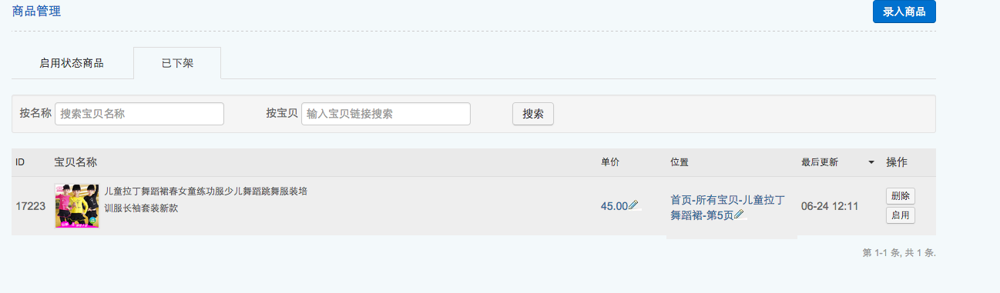 商品管理
录入商品
启用状态商品
已下架
按名称 搜索宝贝名称 按宝贝 输入宝贝链接搜索 搜索
ID 宝贝名称 单价 位置 最后更新 操作
17223
儿童拉丁舞蹈裙春女童练功服少儿舞蹈跳舞服装培
训服长袖套装新款
45.00
首页-所有宝贝-儿童拉丁
舞蹈裙-第5页
06-24 12:11
删除
启用
第 1-1 条, 共 1 条.